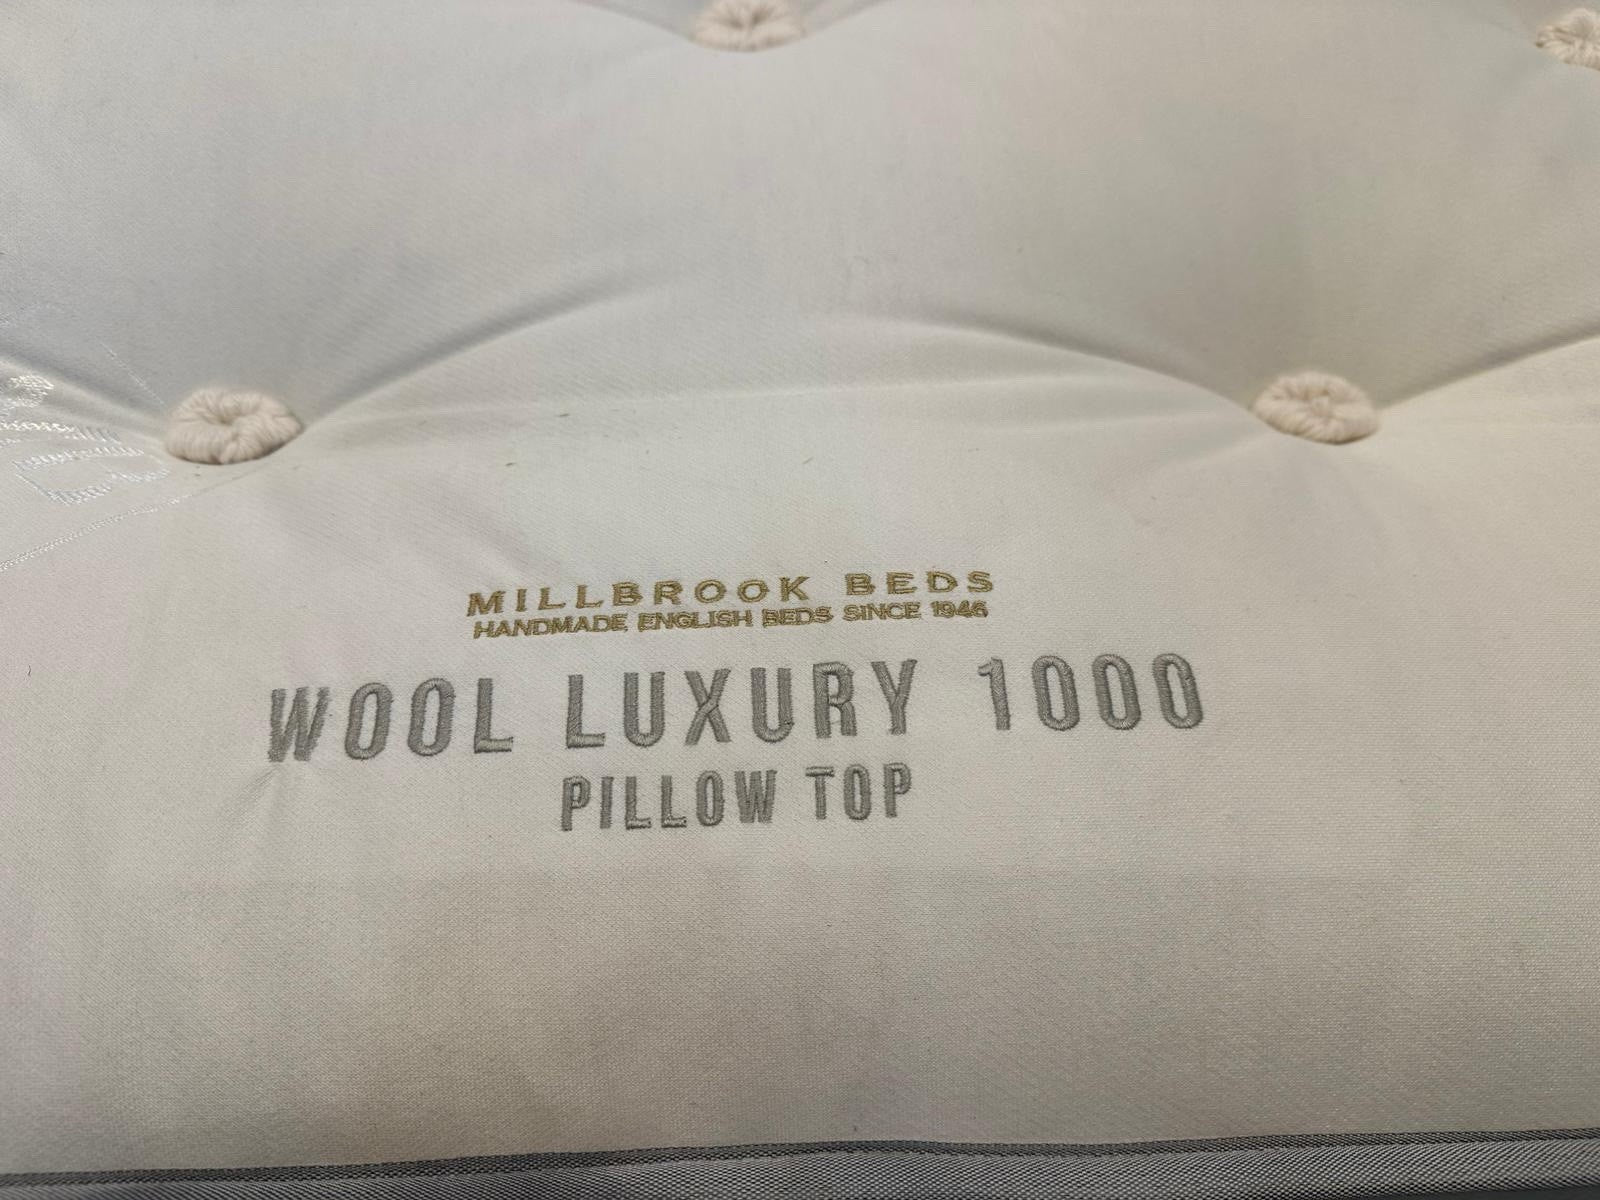 MILLBROOK BEDS
HANDMADE ENGLISH BEDS SINCE 1946
WOOL LUXURY 1000
PILLOW TOP